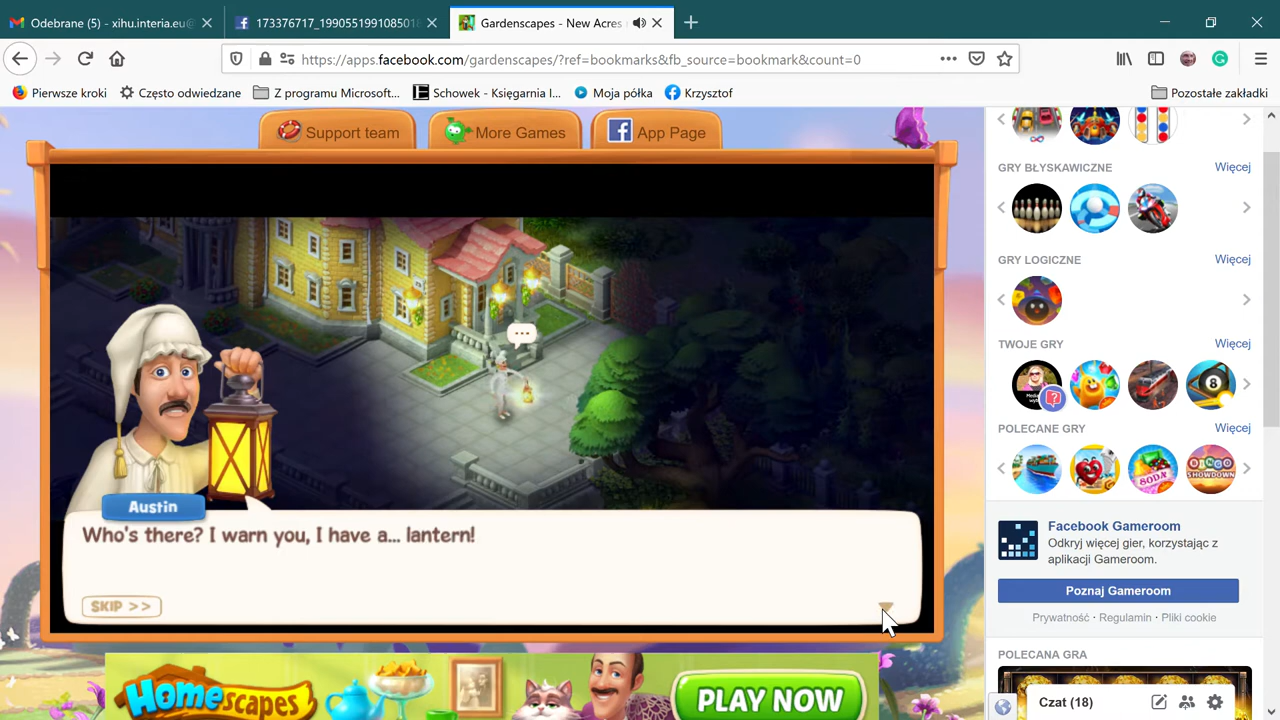 Odebrane (5) - xihu.interia.eu@
173376717_1990551991085018
Gardenscapes - New Acres
https://apps.facebook.com/gardenscapes/?ref=bookmarks&fb_source=bookmark&count=0
Pierwsze kroki
Często odwiedzane
Z programu Microsoft...
Schowek - Księgarnia I...
Moja półka
Krzysztof
Pozostałe zakładki
Support team
More Games
App Page
GRY BŁYSKAWICZNE
Więcej
GRY LOGICZNE
Więcej
TWOJE GRY
Więcej
POLECANE GRY
Więcej
SODA
BINGO
SHOWDOWN
Austin
Who's there? I warn you, I have a... lantern!
SKIP >>
Facebook Gameroom
Odkryj więcej gier, korzystając z
aplikacji Gameroom.
Poznaj Gameroom
Prywatność · Regulamin · Pliki cookie
POLECANA GRA
Homescapes
PLAY NOW
Czat (18)